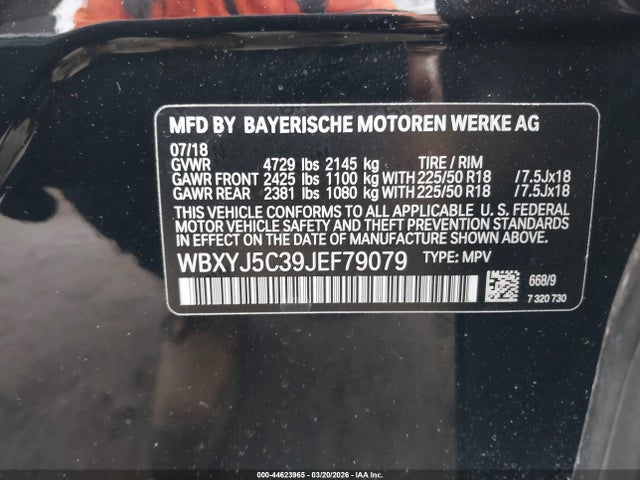 MFD BY BAYERISCHE MOTOREN WERKE AG
07/18
GVWR 4729 lbs 2145 kg TIRE / RIM
GAWR FRONT 2425 lbs 1100 kg WITH 225/50 R18 /7.5Jx18
GAWR REAR 2381 lbs 1080 kg WITH 225/50 R18 /7.5Jx18
THIS VEHICLE CONFORMS TO ALL APPLICABLE U. S. FEDERAL
MOTOR VEHICLE SAFETY AND THEFT PREVENTION STANDARDS
IN EFFECT ON THE DATE OF MANUFACTURE SHOWN ABOVE.
WBXYJ5C39JEF79079 TYPE: MPV
668/9
7 320 730
000-44623965 - 03/20/2026 - IAA Corp.